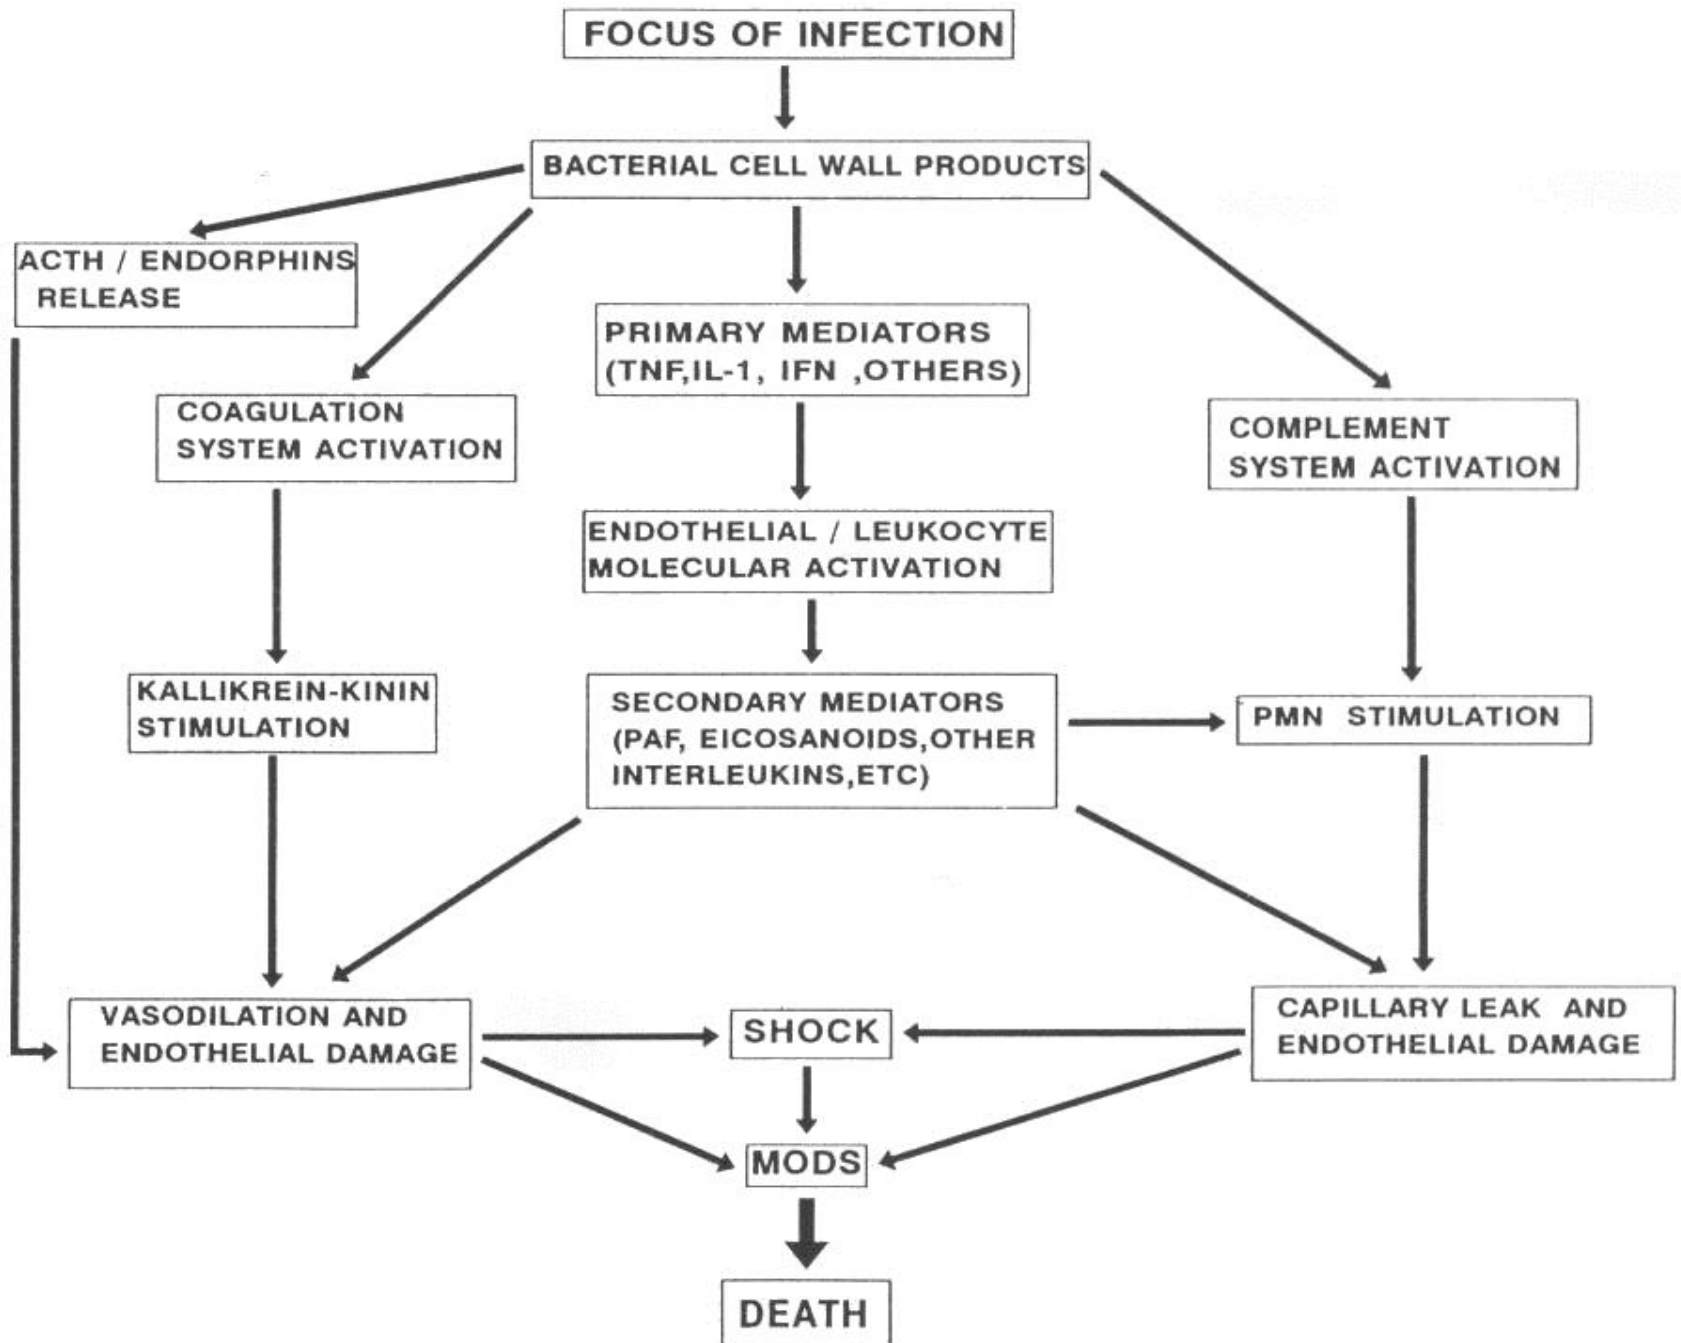 FOCUS OF INFECTION
BACTERIAL CELL WALL PRODUCTS
ACTH / ENDORPHINS
RELEASE
PRIMARY MEDIATORS
(TNF,IL-1, IFN ,OTHERS)
COAGULATION
SYSTEM ACTIVATION
COMPLEMENT
SYSTEM ACTIVATION
ENDOTHELIAL / LEUKOCYTE
MOLECULAR ACTIVATION
KALLIKREIN-KININ
STIMULATION
SECONDARY MEDIATORS
(PAF, EICOSANOIDS,OTHER
INTERLEUKINS,ETC)
PMN STIMULATION
VASODILATION AND
ENDOTHELIAL DAMAGE
SHOCK
CAPILLARY LEAK AND
ENDOTHELIAL DAMAGE
MODS
DEATH